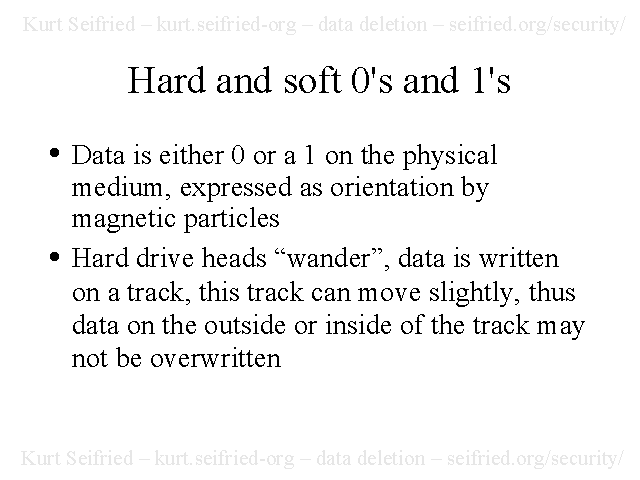 Kurt Seifried – kurt.seifried-org – data deletion – seifried.org/security/
Hard and soft 0's and 1's
• Data is either 0 or a 1 on the physical
medium, expressed as orientation by
magnetic particles
• Hard drive heads “wander”, data is written
on a track, this track can move slightly, thus
data on the outside or inside of the track may
not be overwritten
Kurt Seifried – kurt.seifried-org – data deletion – seifried.org/security/